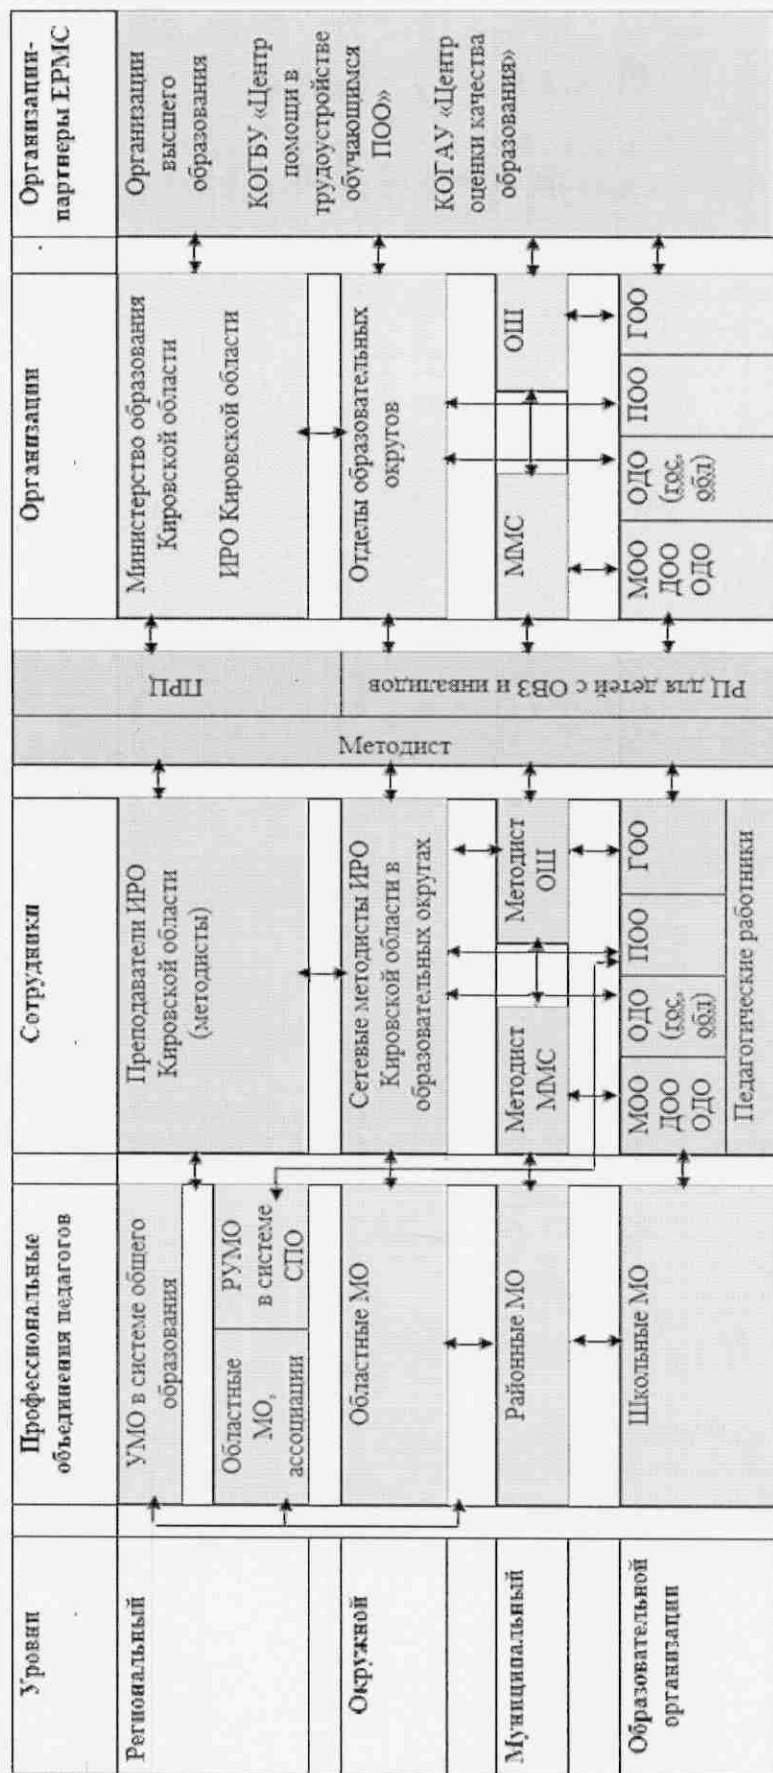 Уровни
Профессиональные
объединения педагогов
Сотрудники
Организации
Организации-
партнеры ЕРМС
Региональный
УМО в системе общего
образования
Областные
МО,
ассоциации
РУМО
в системе
СПО
Преподаватели ИРО
Кировской области
(методисты)
Методист
ПРЦ
РЦ для детей с ОВЗ и инвалидов
Министерство образования
Кировской области
ИРО Кировской области
Организации
высшего
образования
КОГБУ «Центр
помощи в
трудоустройстве
обучающимся
ПОО»
КОГАУ «Центр
оценки качества
образования»
Окружной
Областные МО
Сетевые методисты ИРО
Кировской области в
образовательных округах
Отделы образовательных
округов
Муниципальный
Районные МО
Методист
ММС
Методист
ОШ
ММС
ОШ
Образовательной
организации
Школьные МО
МОО
ДОО
ОДО
ОДО
(гос.
обл)
ПОО
ГОО
Педагогические работники
МОО
ДОО
ОДО
ОДО
(гос.
обл)
ПОО
ГОО